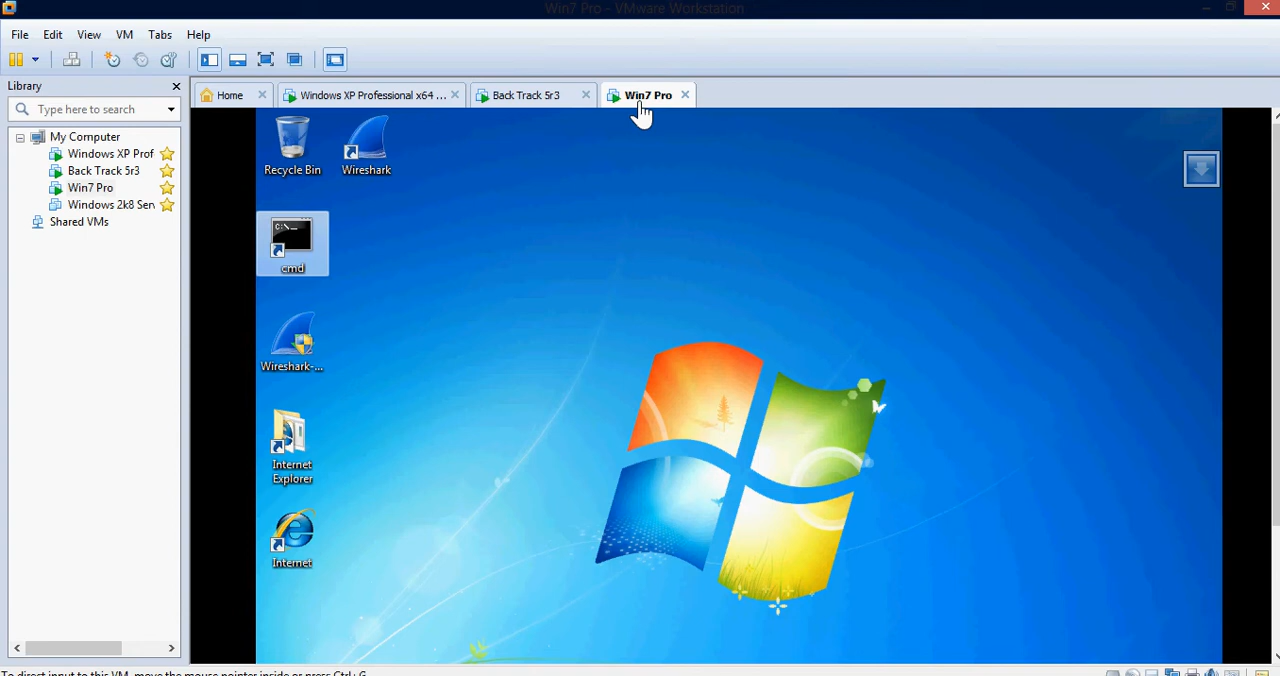 Win7 Pro - VMware Workstation
File Edit View VM Tabs Help
Library
Type here to search
My Computer
Windows XP Prof
Back Track 5r3
Win7 Pro
Windows 2k8 Sen
Shared VMs
Home
Windows XP Professional x64 ...
Back Track 5r3
Win7 Pro
Recycle Bin
Wireshark
C:\._
cmd
Wireshark-...
Internet
Explorer
Internet
To direct input to this VM, move the mouse pointer inside or press Ctrl+G.